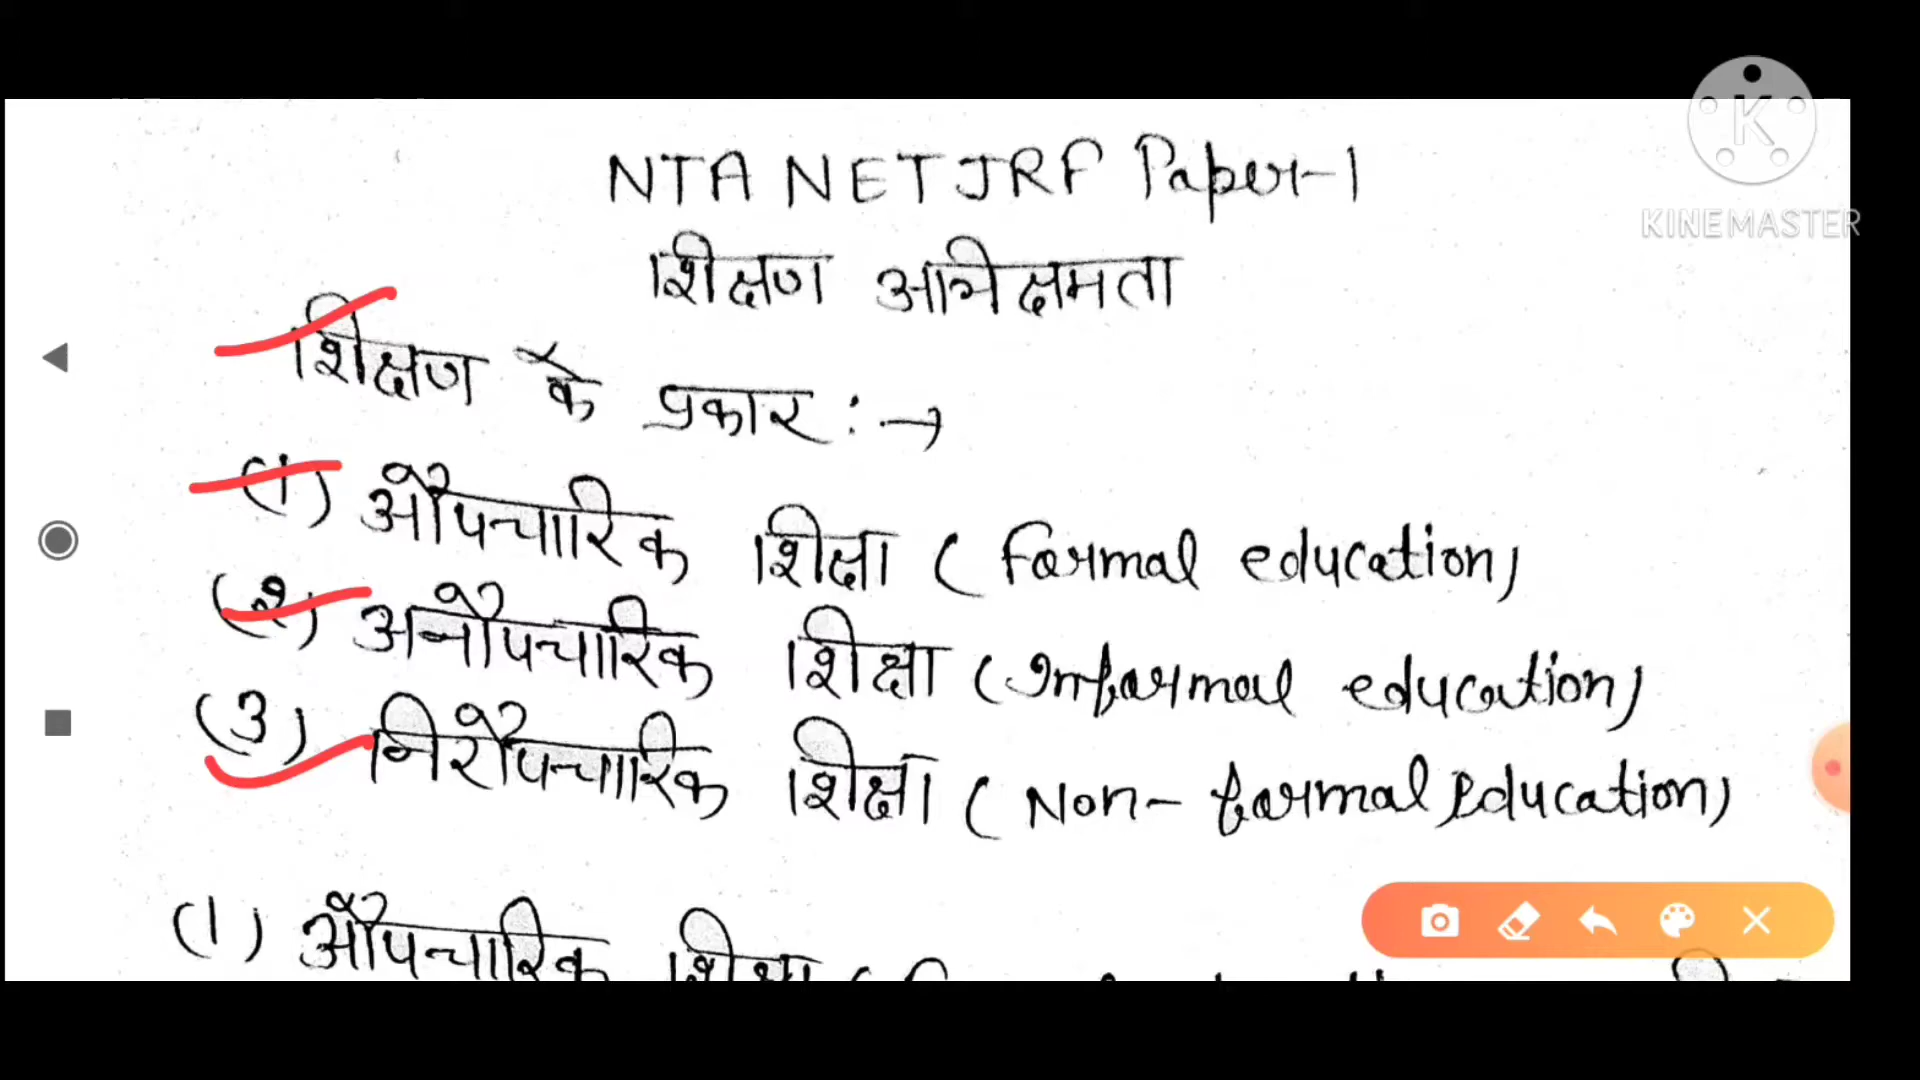 NTA NET JRF Paper-1
KINEMASTER
शिक्षण अभिक्षमता
शिक्षण के प्रकार :→
(1) औपचारिक शिक्षा (formal education)
(२) अनौपचारिक शिक्षा (Informal education)
(3) निरौपचारिक शिक्षा (Non-formal Education)
(1) औपचारिक शिक्षा